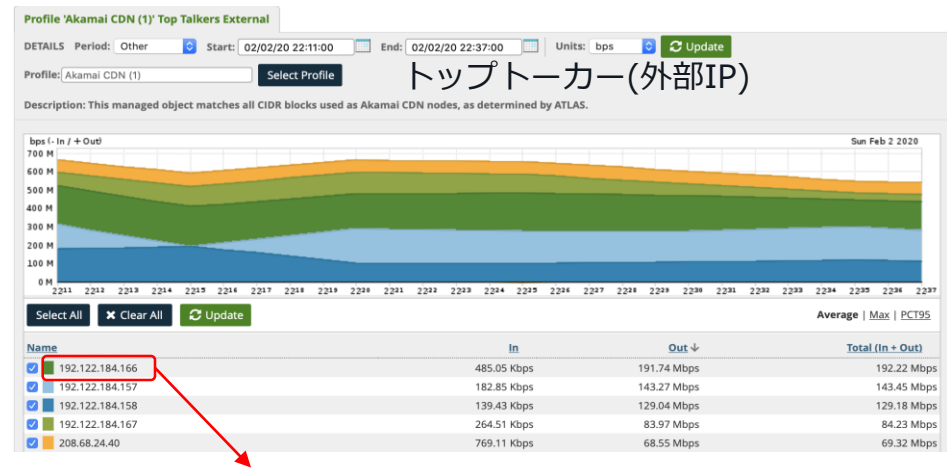 Profile 'Akamai CDN (1)' Top Talkers External
DETAILS Period: Other Start: 02/02/20 22:11:00 End: 02/02/20 22:37:00 Units: bps Update
Profile: Akamai CDN (1) Select Profile
トップトーカー(外部IP)
Description: This managed object matches all CIDR blocks used as Akamai CDN nodes, as determined by ATLAS.
bps (- In / + Out) Sun Feb 2 2020
700 M
600 M
500 M
400 M
300 M
200 M
100 M
0 M
2211 2212 2213 2214 2215 2216 2217 2218 2219 2220 2221 2222 2223 2224 2225 2226 2227 2228 2229 2230 2231 2232 2233 2234 2235 2236 2237
Select All Clear All Update Average | Max | PCT95
Name In Out Total (In + Out)
192.122.184.166 485.05 Kbps 191.74 Mbps 192.22 Mbps
192.122.184.157 182.85 Kbps 143.27 Mbps 143.45 Mbps
192.122.184.158 139.43 Kbps 129.04 Mbps 129.18 Mbps
192.122.184.167 264.51 Kbps 83.97 Mbps 84.23 Mbps
208.68.24.40 769.11 Kbps 68.55 Mbps 69.32 Mbps